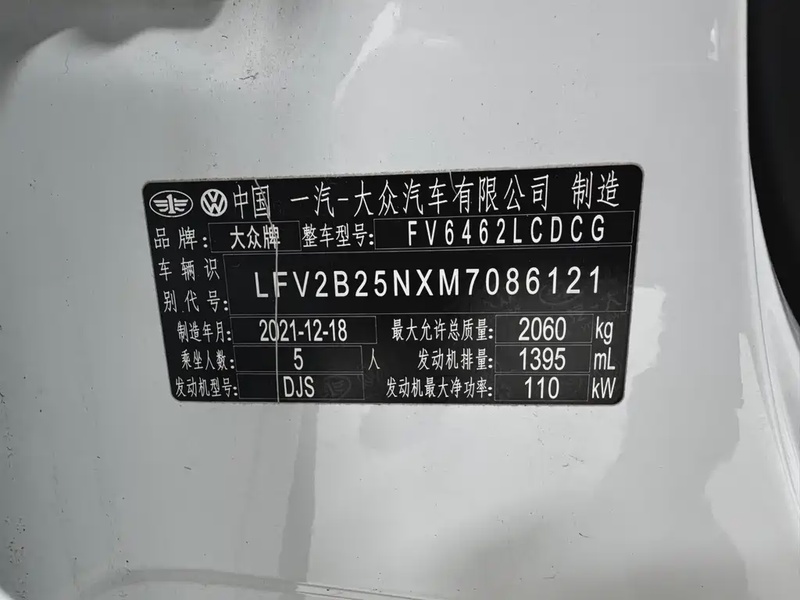 中国 一汽-大众汽车有限公司 制造
品牌: 大众牌 整车型号: FV6462LCDCG
车辆识别代号: LFV2B25NXM7086121
制造年月: 2021-12-18 最大允许总质量: 2060 kg
乘坐人数: 5 人 发动机排量: 1395 mL
发动机型号: DJS 发动机最大净功率: 110 kW